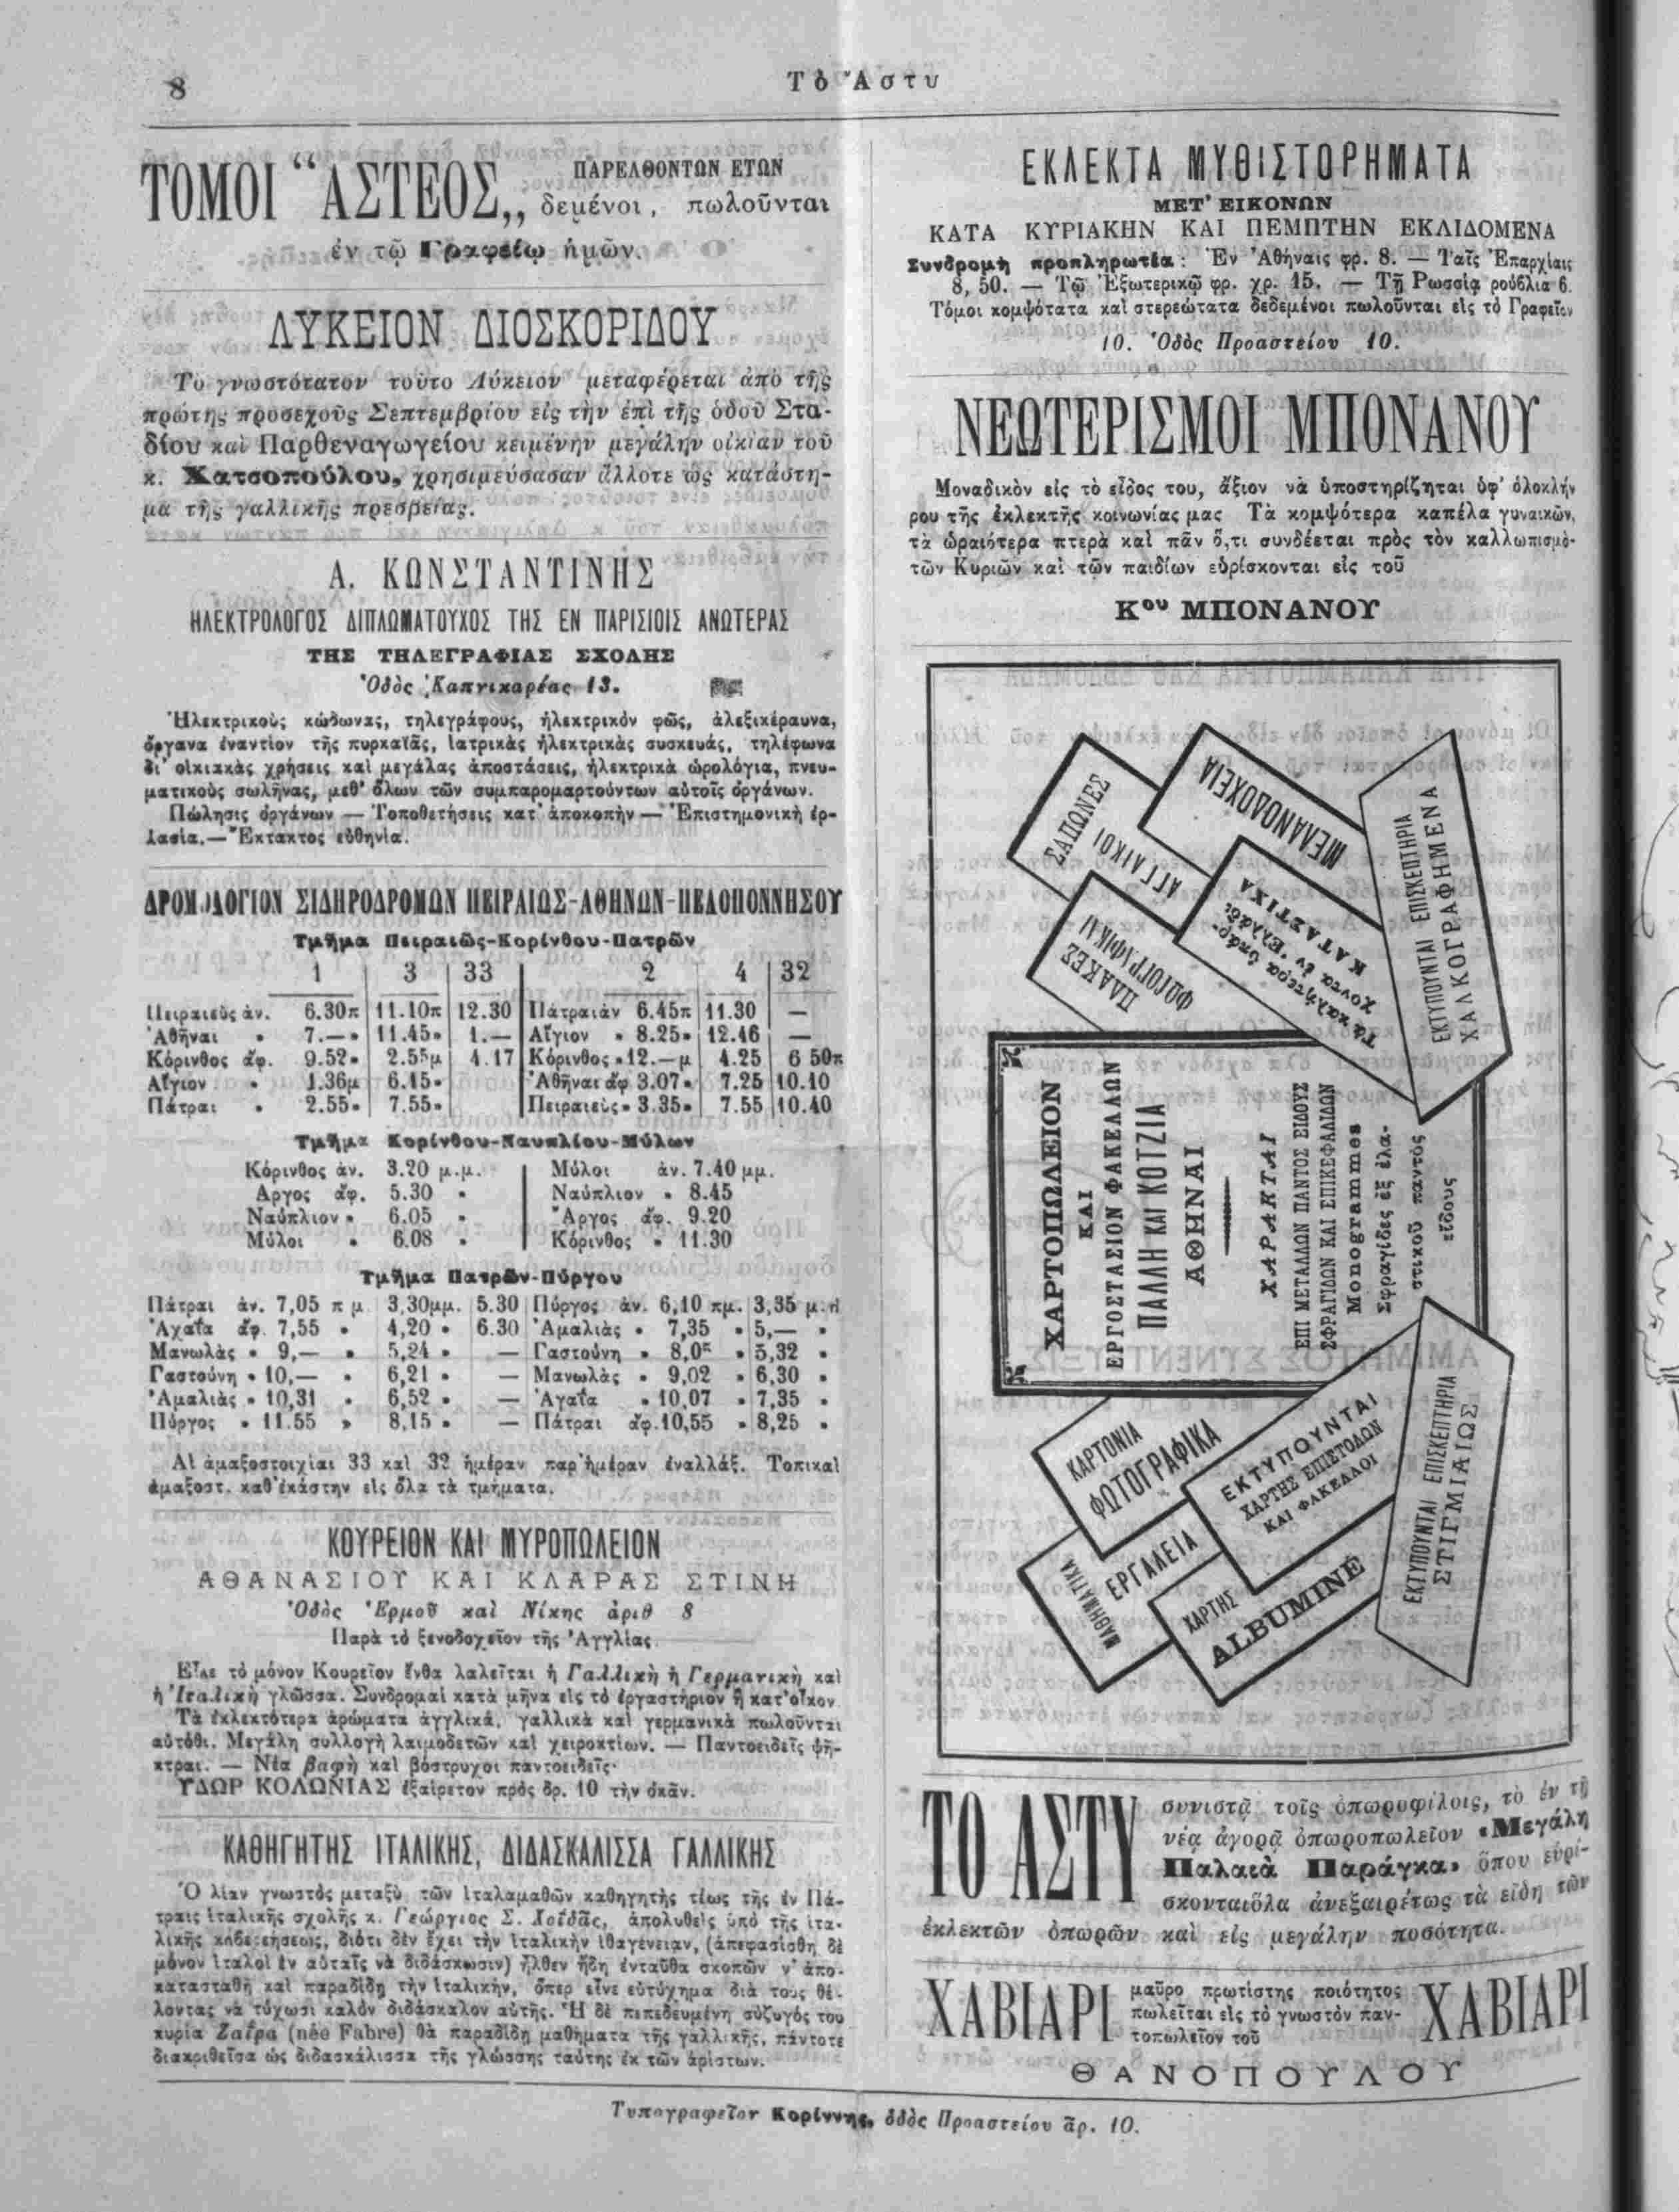 8
Τὸ Ἄστυ
ΤΟΜΟΙ “ΑΣΤΕΟΣ,, ΠΑΡΕΛΘΟΝΤΩΝ ΕΤΩΝ
δεμένοι, πωλοῦνται
ἐν τῷ Γραφείῳ ἡμῶν.
ΛΥΚΕΙΟΝ ΔΙΟΣΚΟΡΙΔΟΥ
Τὸ γνωστότατον τοῦτο Λύκειον μεταφέρεται ἀπὸ τῆς
πρώτης προσεχοῦς Σεπτεμβρίου εἰς τὴν ἐπὶ τῆς ὁδοῦ Στα-
δίου καὶ Παρθεναγωγείου κειμένην μεγάλην οἰκίαν τοῦ
κ. Χατσοπούλου, χρησιμεύσασαν ἄλλοτε ὡς κατάστη-
μα τῆς γαλλικῆς πρεσβείας.
Α. ΚΩΝΣΤΑΝΤΙΝΗΣ
ΗΛΕΚΤΡΟΛΟΓΟΣ ΔΙΠΛΩΜΑΤΟΥΧΟΣ ΤΗΣ ΕΝ ΠΑΡΙΣΙΟΙΣ ΑΝΩΤΕΡΑΣ
ΤΗΣ ΤΗΛΕΓΡΑΦΙΑΣ ΣΧΟΛΗΣ
Ὁδὸς Καπνικαρέας 13.
Ἠλεκτρικοὺς κώδωνας, τηλεγράφους, ἠλεκτρικὸν φῶς, ἀλεξικέραυνα,
ὄργανα ἐναντίον τῆς πυρκαϊᾶς, ἰατρικὰς ἠλεκτρικὰς συσκευάς, τηλέφωνα
δι' οἰκιακὰς χρήσεις καὶ μεγάλας ἀποστάσεις, ἠλεκτρικὰ ὡρολόγια, πνευ-
ματικοὺς σωλῆνας, μεθ' ὅλων τῶν συμπαρομαρτούντων αὐτοῖς ὀργάνων.
Πώλησις ὀργάνων — Τοποθετήσεις κατ' ἀποκοπὴν — Ἐπιστημονικὴ ἐρ-
γασία.— Ἔκτακτος εὐθηνία.
ΔΡΟΜΟΛΟΓΙΟΝ ΣΙΔΗΡΟΔΡΟΜΩΝ ΠΕΙΡΑΙΩΣ-ΑΘΗΝΩΝ-ΠΕΛΟΠΟΝΝΗΣΟΥ
Τμῆμα Πειραιῶς-Κορίνθου-Πατρῶν
1 3 33 2 4 32
Πειραιεὺς ἀν. 6.30π 11.10π 12.30 Πάτραι ἀν 6.45π 11.30 —
Ἀθῆναι » 7.—» 11.45» 1.— Αἴγιον » 8.25» 12.46 —
Κόρινθος ἀφ. 9.52» 2.55μ 4.17 Κόρινθος »12.—μ 4.25 6 50π
Αἴγιον » 1.36μ 6.15» Ἀθῆναι ἀφ 3.07» 7.25 10.10
Πάτραι » 2.55» 7.55» Πειραιεὺς» 3.35» 7.55 10.40
Τμῆμα Κορίνθου-Ναυπλίου-Μύλων
Κόρινθος ἀν. 3.20 μ.μ. Μύλοι ἀν. 7.40 μμ.
Ἄργος ἀφ. 5.30 » Ναύπλιον » 8.45
Ναύπλιον » 6.05 » Ἄργος ἀφ. 9.20
Μύλοι » 6.08 » Κόρινθος » 11.30
Τμῆμα Πατρῶν-Πύργου
Πάτραι ἀν. 7,05 π μ 3,30μμ. 5.30 Πύργος ἀν. 6,10 πμ. 3,35 μ.μ
Ἀχαΐα ἀφ. 7,55 » 4,20 » 6.30 Ἀμαλιὰς » 7,35 » 5,— »
Μανωλὰς » 9,— » 5,24 » — Γαστούνη » 8,05 » 5,32 »
Γαστούνη » 10,— » 6,21 » — Μανωλὰς » 9,02 » 6,30 »
Ἀμαλιὰς » 10,31 » 6,52 » — Ἀχαΐα » 10,07 » 7,35 »
Πύργος » 11.55 » 8,15 » — Πάτραι ἀφ. 10,55 » 8,25 »
Αἱ ἁμαξοστοιχίαι 33 καὶ 32 ἡμέραν παρ' ἡμέραν ἐναλλάξ. Τοπικαὶ
ἁμαξοστ. καθ' ἑκάστην εἰς ὅλα τὰ τμήματα.
ΚΟΥΡΕΙΟΝ ΚΑΙ ΜΥΡΟΠΩΛΕΙΟΝ
ΑΘΑΝΑΣΙΟΥ ΚΑΙ ΚΛΑΡΑΣ ΣΤΙΝΗ
Ὁδὸς Ἑρμοῦ καὶ Νίκης ἀριθ 8
Παρὰ τὸ ξενοδοχεῖον τῆς Ἀγγλίας.
Εἶνε τὸ μόνον Κουρεῖον ἔνθα λαλεῖται ἡ Γαλλικὴ ἡ Γερμανικὴ καὶ
ἡ Ἰταλικὴ γλῶσσα. Συνδρομαὶ κατὰ μῆνα εἰς τὸ ἐργαστήριον ἢ κατ' οἶκον
Τὰ ἐκλεκτότερα ἀρώματα ἀγγλικά, γαλλικὰ καὶ γερμανικὰ πωλοῦνται
αὐτόθι. Μεγάλη συλλογὴ λαιμοδετῶν καὶ χειροκτίων. — Παντοειδεῖς ψῆ-
κτραι. — Νέα βαφὴ καὶ βόστρυχοι παντοειδεῖς·
ΥΔΩΡ ΚΟΛΩΝΙΑΣ ἐξαίρετον πρὸς δρ. 10 τὴν ὀκᾶν.
ΚΑΘΗΓΗΤΗΣ ΙΤΑΛΙΚΗΣ, ΔΙΔΑΣΚΑΛΙΣΣΑ ΓΑΛΛΙΚΗΣ
Ὁ λίαν γνωστὸς μεταξὺ τῶν ἰταλομαθῶν καθηγητὴς τέως τῆς ἐν Πά-
τραις ἰταλικῆς σχολῆς κ. Γεώργιος Σ. Λοΐδας, ἀπολυθεὶς ὑπὸ τῆς ἰτα-
λικῆς κυβερνήσεως, διότι δὲν ἔχει τὴν ἰταλικὴν ἰθαγένειαν, (ἀπεφασίσθη δὲ
μόνον ἰταλοὶ ἐν αὐταῖς νὰ διδάσκωσιν) ἦλθεν ἤδη ἐνταῦθα σκοπῶν ν' ἀπο-
κατασταθῇ καὶ παραδίδῃ τὴν ἰταλικήν, ὅπερ εἶνε εὐτύχημα διὰ τοὺς θέ-
λοντας νὰ τύχωσι καλὸν διδάσκαλον αὐτῆς. Ἡ δὲ πεπεδευμένη σύζυγός του
κυρία Ζαΐρα (née Fabre) θὰ παραδίδῃ μαθήματα τῆς γαλλικῆς, πάντοτε
διακριθεῖσα ὡς διδασκάλισσα τῆς γλώσσης ταύτης ἐκ τῶν ἀρίστων.
ΕΚΛΕΚΤΑ ΜΥΘΙΣΤΟΡΗΜΑΤΑ
ΜΕΤ' ΕΙΚΟΝΩΝ
ΚΑΤΑ ΚΥΡΙΑΚΗΝ ΚΑΙ ΠΕΜΠΤΗΝ ΕΚΔΙΔΟΜΕΝΑ
Συνδρομὴ προπληρωτέα: Ἐν Ἀθήναις φρ. 8. — Ταῖς Ἐπαρχίαις
8, 50. — Τῷ Ἐξωτερικῷ φρ. χρ. 15. — Τῇ Ρωσσίᾳ ρούβλια 6.
Τόμοι κομψότατα καὶ στερεώτατα δεδεμένοι πωλοῦνται εἰς τὸ Γραφεῖον
10. Ὁδὸς Προαστείου 10.
ΝΕΩΤΕΡΙΣΜΟΙ ΜΠΟΝΑΝΟΥ
Μοναδικὸν εἰς τὸ εἶδος του, ἄξιον νὰ ὑποστηρίζηται ὑφ' ὁλοκλήρου
ρου τῆς ἐκλεκτῆς κοινωνίας μας Τὰ κομψότερα καπέλα γυναικῶν,
τὰ ὡραιότερα πτερὰ καὶ πᾶν ὅ,τι συνδέεται πρὸς τὸν καλλωπισμὸ-
τῶν Κυριῶν καὶ τῶν παιδίων εὑρίσκονται εἰς τοῦ
Κου ΜΠΟΝΑΝΟΥ
ΣΑΠΩΝΕΣ
ΑΓΓΛΙΚΟΙ
ΜΕΛΑΝΟΔΟΧΕΙΑ
ΠΛΑΚΕΣ
ΦΩΤΟΓΡΑΦΙΚΑΙ
Τὰ καλήτερα ὑπάρ-
χοντα ἐν Ἑλλάδι
ΚΑΤΑΣΤΙΧΑ
ΕΚΤΥΠΟΥΝΤΑΙ ΕΠΙΣΚΕΠΤΗΡΙΑ
ΧΑΛΚΟΓΡΑΦΗΜΕΝΑ
ΧΑΡΤΟΠΩΛΕΙΟΝ
ΚΑΙ
ΕΡΓΟΣΤΑΣΙΟΝ ΦΑΚΕΛΛΩΝ
ΠΑΛΛΗ ΚΑΙ ΚΟΤΖΙΑ
ΑΘΗΝΑΙ
ΧΑΡΑΚΤΑΙ
ΕΠΙ ΜΕΤΑΛΛΩΝ ΠΑΝΤΟΣ ΕΙΔΟΥΣ
ΣΦΡΑΓΙΔΩΝ ΚΑΙ ΕΠΙΚΕΦΑΛΙΔΩΝ
Monogrammes
Σφραγῖδες ἐξ ἐλα-
στικοῦ παντὸς
εἴδους
ΚΑΡΤΟΝΙΑ
ΦΩΤΟΓΡΑΦΙΚΑ
ΕΚΤΥΠΟΥΝΤΑΙ
ΧΑΡΤΗΣ ΕΠΙΣΤΟΛΩΝ
ΚΑΙ ΦΑΚΕΛΛΟΙ
ΜΑΘΗΜΑΤΙΚΑ
ΕΡΓΑΛΕΙΑ
ΧΑΡΤΗΣ
ALBUMINÉ
ΕΚΤΥΠΟΥΝΤΑΙ ΕΠΙΣΚΕΠΤΗΡΙΑ
ΣΤΙΓΜΙΑΙΩΣ
ΤΟ ΑΣΤΥ συνιστᾷ τοῖς ὀπωροφίλοις, τὸ ἐν τῇ
νέᾳ ἀγορᾷ ὀπωροπωλεῖον «Μεγάλη
Παλαιὰ Παράγκα» ὅπου εὑρί-
σκονται ὅλα ἀνεξαιρέτως τὰ εἴδη τῶν
ἐκλεκτῶν ὀπωρῶν καὶ εἰς μεγάλην ποσότητα.
ΧΑΒΙΑΡΙ μαῦρο πρωτίστης ποιότητος ΧΑΒΙΑΡΙ
πωλεῖται εἰς τὸ γνωστὸν παν-
τοπωλεῖον τοῦ
ΘΑΝΟΠΟΥΛΟΥ
Τυπογραφεῖον Κορίννης, ὁδὸς Προαστείου ἀρ. 10.